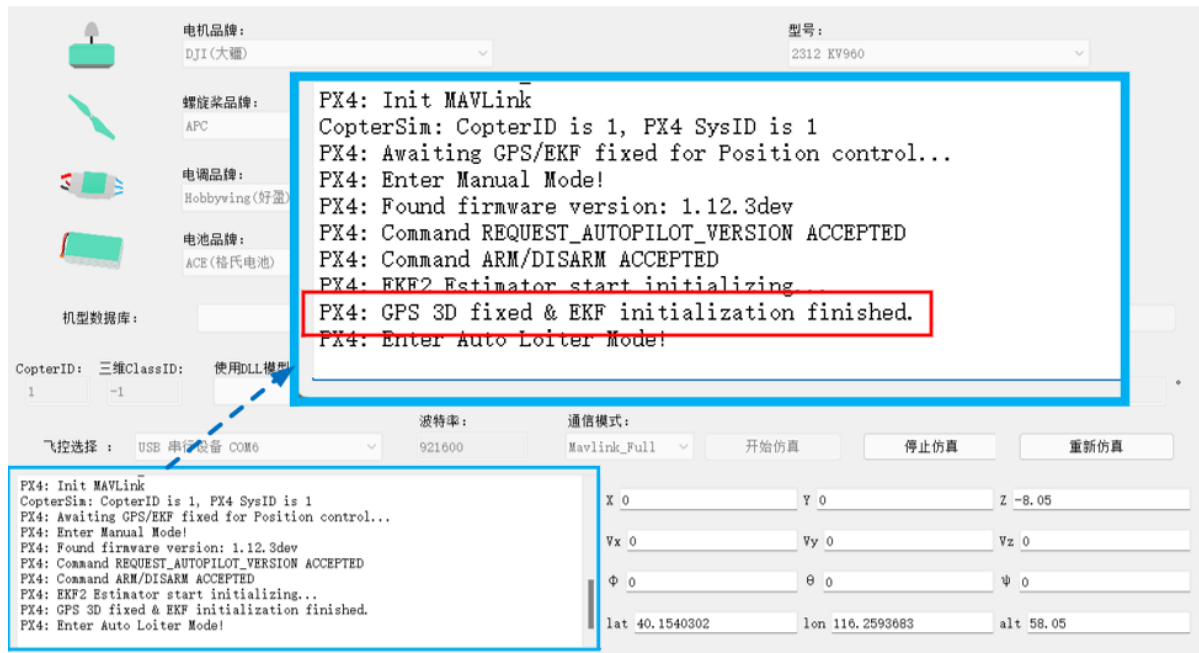 电机品牌：
型号：
DJI(大疆)
2312 KV960
螺旋桨品牌：
APC
电调品牌：
Hobbywing(好盈)
电池品牌：
ACE(格氏电池)
机型数据库：
PX4: Init MAVLink
CopterSim: CopterID is 1, PX4 SysID is 1
PX4: Awaiting GPS/EKF fixed for Position control...
PX4: Enter Manual Mode!
PX4: Found firmware version: 1.12.3dev
PX4: Command REQUEST_AUTOPILOT_VERSION ACCEPTED
PX4: Command ARM/DISARM ACCEPTED
PX4: EKF2 Estimator start initializing...
PX4: GPS 3D fixed & EKF initialization finished.
PX4: Enter Auto Loiter Mode!
CopterID: 三维ClassID: 使用DLL模型
1 -1 °
波特率： 通信模式：
飞控选择 ： USB 串行设备 COM6 921600 Mavlink_Full 开始仿真 停止仿真 重新仿真
PX4: Init MAVLink
CopterSim: CopterID is 1, PX4 SysID is 1
PX4: Awaiting GPS/EKF fixed for Position control...
PX4: Enter Manual Mode!
PX4: Found firmware version: 1.12.3dev
PX4: Command REQUEST_AUTOPILOT_VERSION ACCEPTED
PX4: Command ARM/DISARM ACCEPTED
PX4: EKF2 Estimator start initializing...
PX4: GPS 3D fixed & EKF initialization finished.
PX4: Enter Auto Loiter Mode!
X 0 Y 0 Z -8.05
Vx 0 Vy 0 Vz 0
Φ 0 θ 0 ψ 0
lat 40.1540302 lon 116.2593683 alt 58.05